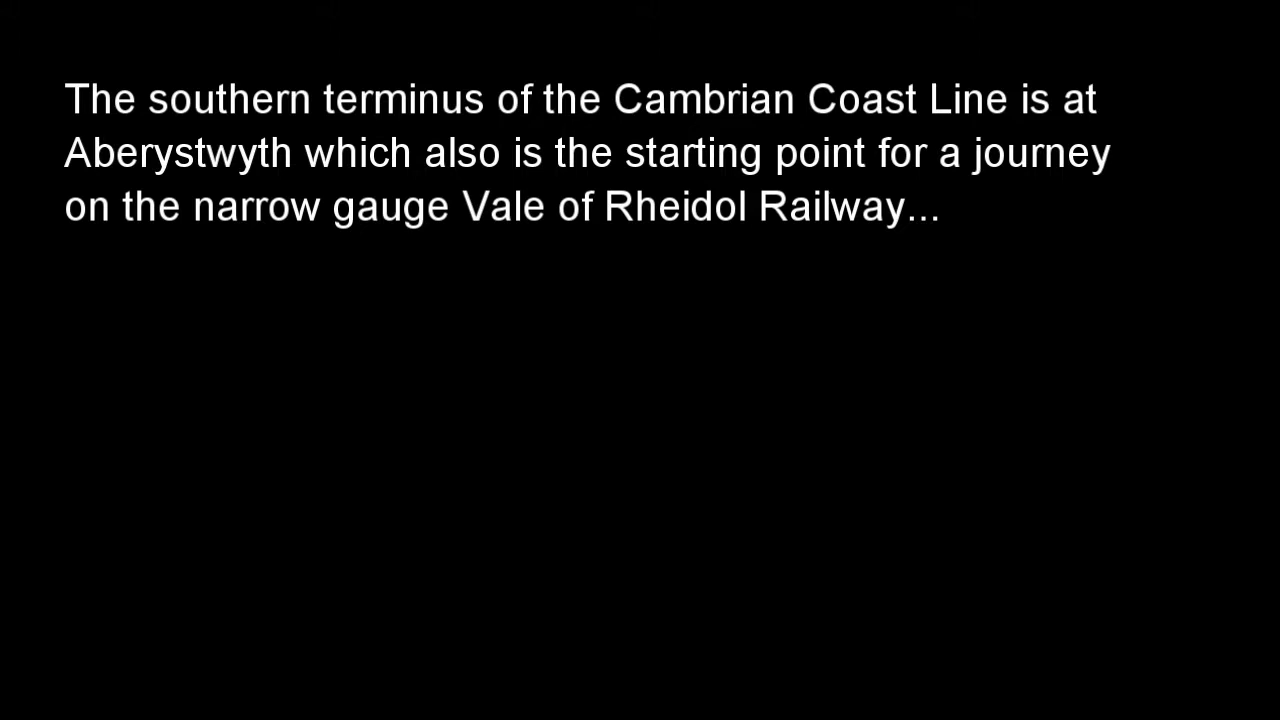 The southern terminus of the Cambrian Coast Line is at
Aberystwyth which also is the starting point for a journey
on the narrow gauge Vale of Rheidol Railway...